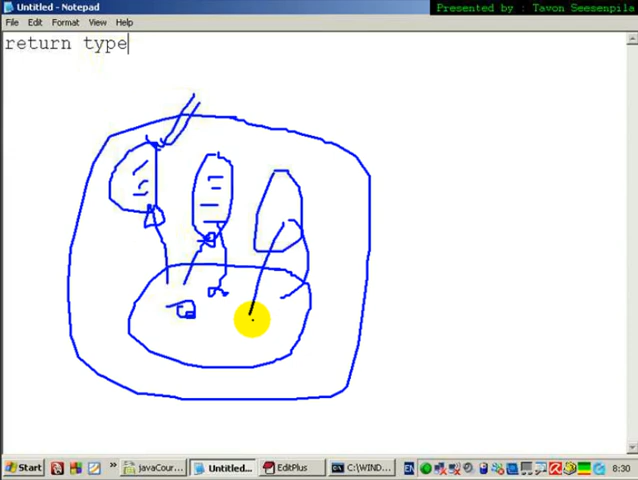 Untitled - Notepad
Presented by : Tavon Seesenpila
File Edit Format View Help
return type
Start
javaCour...
Untitled...
EditPlus
C:\WIND...
EN
8:30